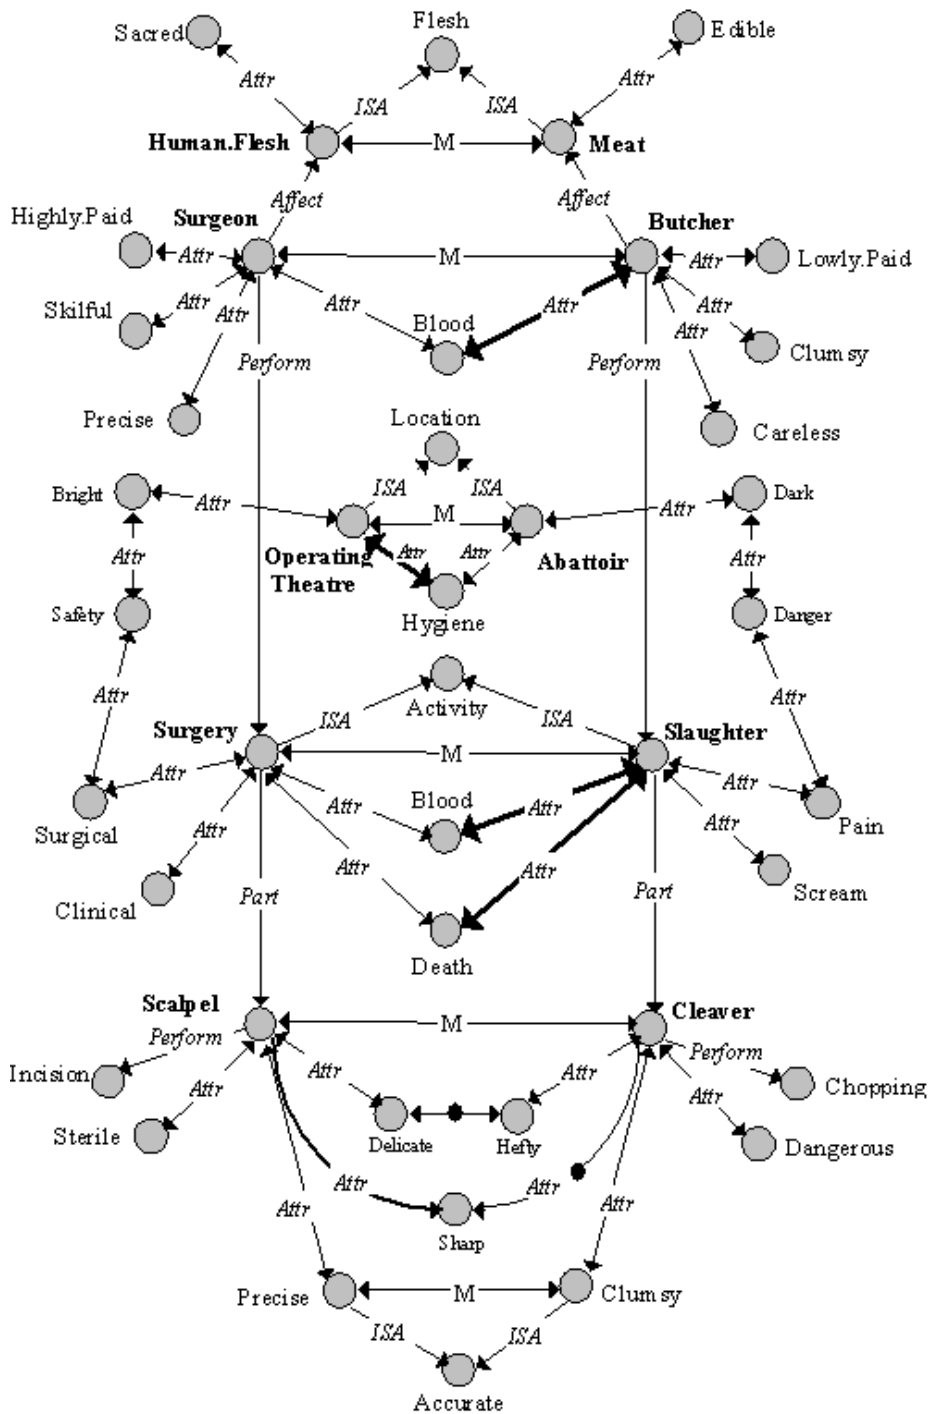 Sacred
Flesh
Edible
Attr
ISA
ISA
Attr
Human.Flesh
M
Meat
Affect
Affect
Highly.Paid
Surgeon
Butcher
Attr
M
Attr
Lowly.Paid
Skilful
Attr
Attr
Attr
Blood
Attr
Attr
Attr
Clumsy
Perform
Perform
Precise
Location
Careless
Bright
Attr
ISA
ISA
M
Attr
Dark
Attr
Operating
Theatre
Attr
Attr
Abattoir
Attr
Safety
Hygiene
Danger
Attr
Activity
Attr
Surgery
ISA
ISA
Slaughter
M
Attr
Attr
Blood
Attr
Attr
Surgical
Attr
Attr
Attr
Attr
Pain
Clinical
Part
Part
Scream
Death
Scalpel
M
Cleaver
Perform
Perform
Incision
Attr
Attr
Attr
Attr
Chopping
Sterile
Delicate
Hefty
Dangerous
Attr
Attr
Attr
Attr
Sharp
Precise
M
Clumsy
ISA
ISA
Accurate